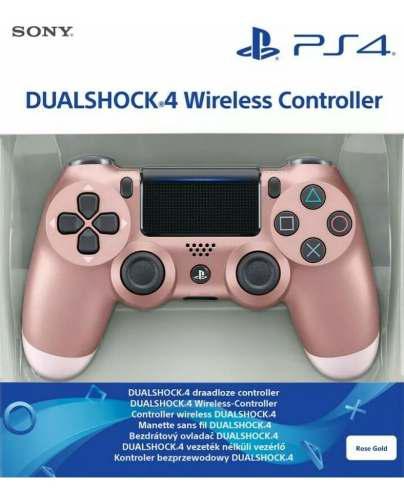 SONY
PS4
DUALSHOCK®4 Wireless Controller
DUALSHOCK®4 draadloze controller
DUALSHOCK®4 Wireless-Controller
Controller wireless DUALSHOCK®4
Manette sans fil DUALSHOCK®4
Bezdrátový ovladač DUALSHOCK®4
DUALSHOCK®4 vezeték nélküli vezérlő
Kontroler bezprzewodowy DUALSHOCK®4
Rose Gold